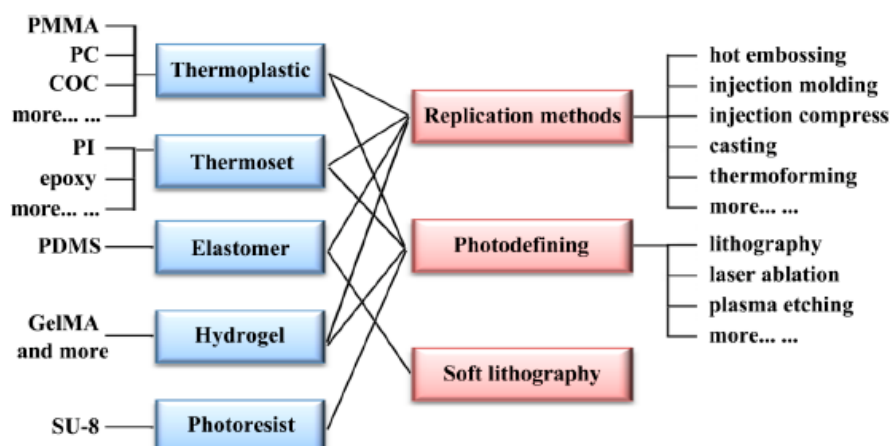 PMMA
PC
COC
more... ...
Thermoplastic
PI
epoxy
more... ...
Thermoset
PDMS
Elastomer
GelMA
and more
Hydrogel
SU-8
Photoresist
Replication methods
hot embossing
injection molding
injection compress
casting
thermoforming
more... ...
Photodefining
lithography
laser ablation
plasma etching
more... ...
Soft lithography